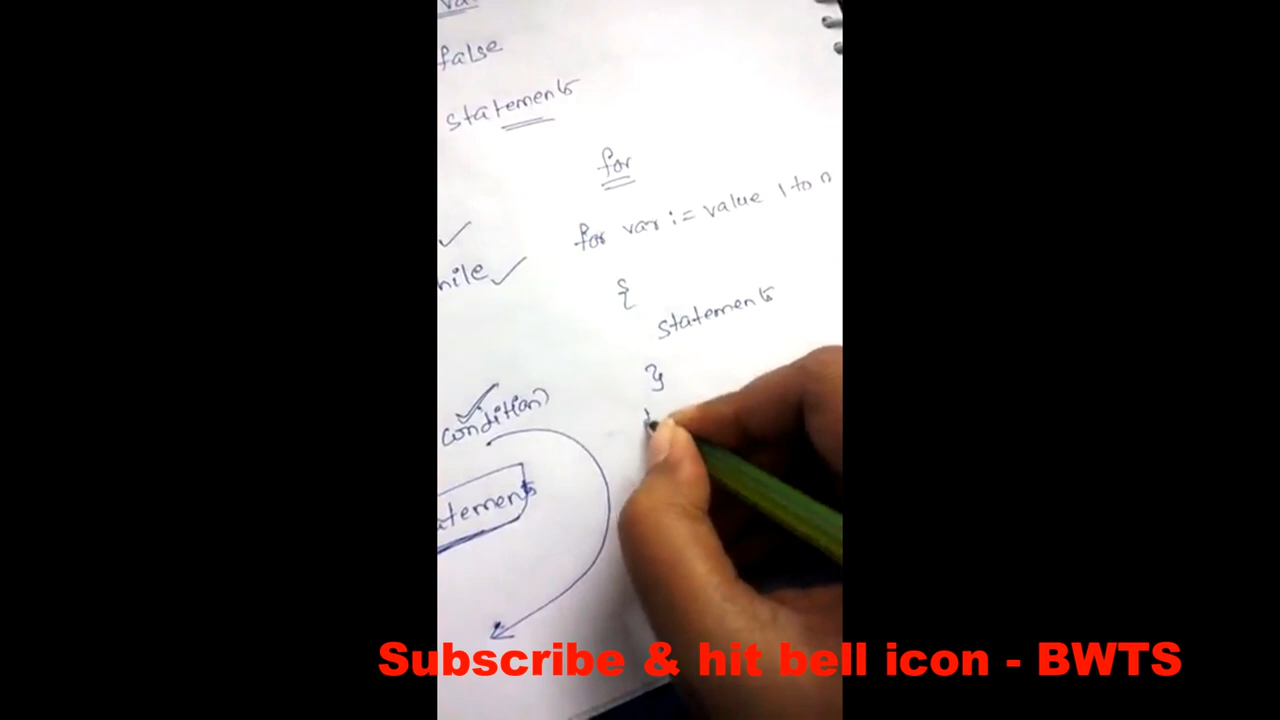 false
statements
for
for var i = value 1 to n
hile
{
statements
}
condition)
atements
Subscribe & hit bell icon - BWTS